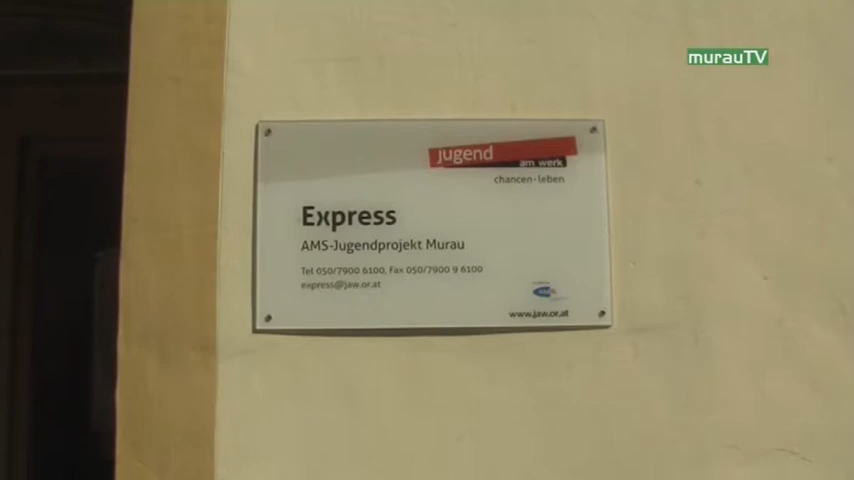 murauTV
jugend
am werk
chancen·leben
Express
AMS-Jugendprojekt Murau
Tel 050/7900 6100, Fax 050/7900 9 6100
express@jaw.or.at
www.jaw.or.at